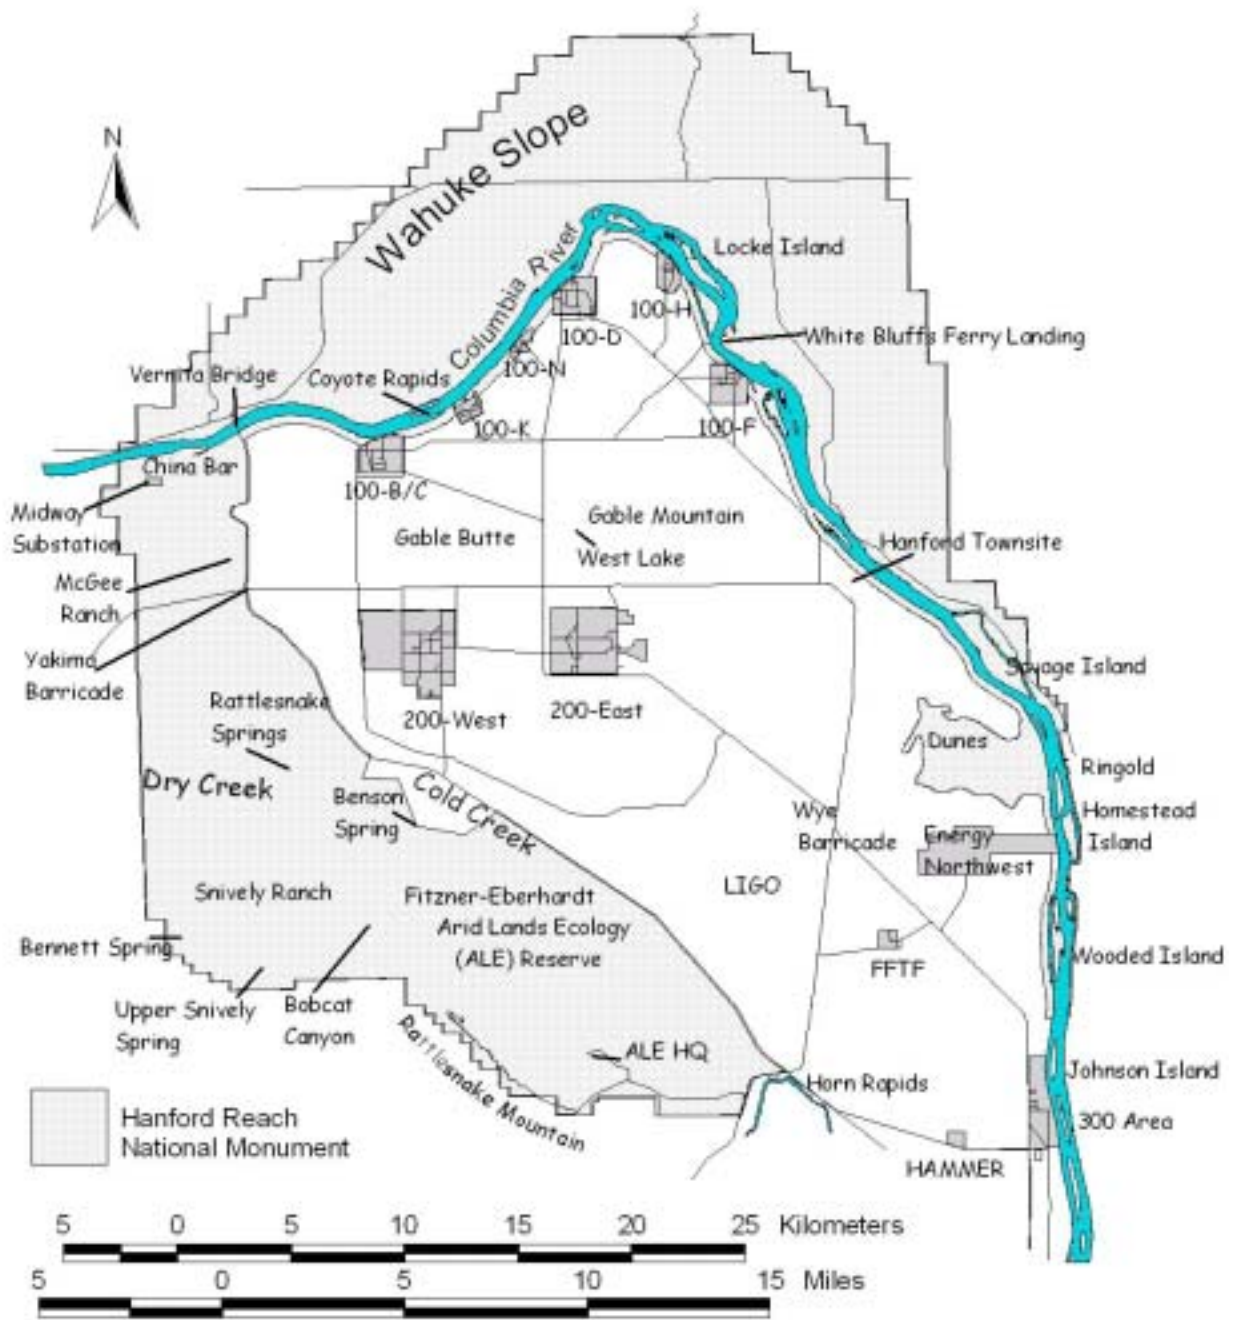 N
Wahuke Slope
Columbia River
Locke Island
100-H
100-D
White Bluffs Ferry Landing
100-N
Vernita Bridge
Coyote Rapids
100-K
100-F
China Bar
100-B/C
Midway
Substation
Gable Butte
Gable Mountain
West Lake
Hanford Townsite
McGee
Ranch
Yakima
Barricade
Savage Island
Rattlesnake
Springs
200-West
200-East
Dunes
Ringold
Dry Creek
Benson
Spring
Cold Creek
Homestead
Island
Wye
Barricade
Energy
Northwest
Snively Ranch
LIGO
Fitzner-Eberhardt
Arid Lands Ecology
(ALE) Reserve
Bennett Spring
FFTF
Wooded Island
Upper Snively
Spring
Bobcat
Canyon
Rattlesnake Mountain
ALE HQ
Horn Rapids
Johnson Island
300 Area
HAMMER
Hanford Reach
National Monument
5 0 5 10 15 20 25 Kilometers
5 0 5 10 15 Miles